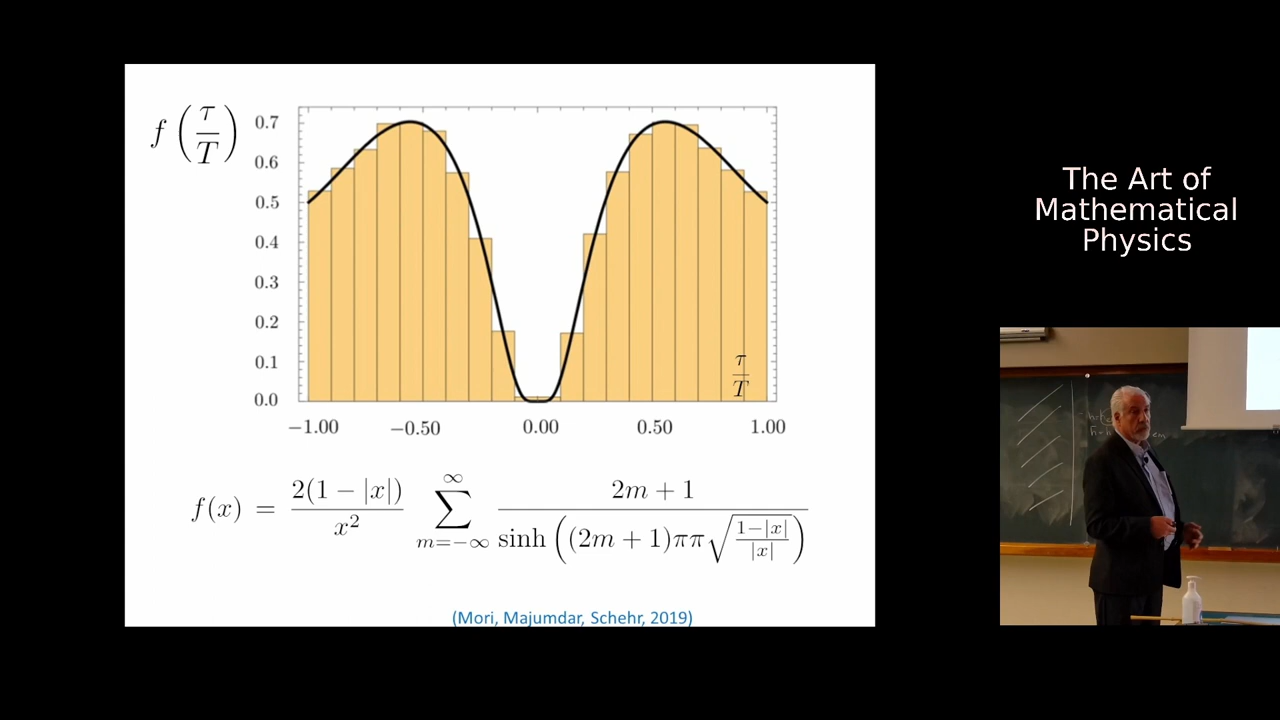 f(τ/T)
0.7
0.6
0.5
0.4
0.3
0.2
0.1
0.0
τ/T
−1.00 −0.50 0.00 0.50 1.00
f(x) = 2(1 − |x|)/x² ∑_{m=−∞}^{∞} (2m + 1)/sinh((2m + 1)ππ√((1−|x|)/|x|))
(Mori, Majumdar, Schehr, 2019)
The Art of
Mathematical
Physics